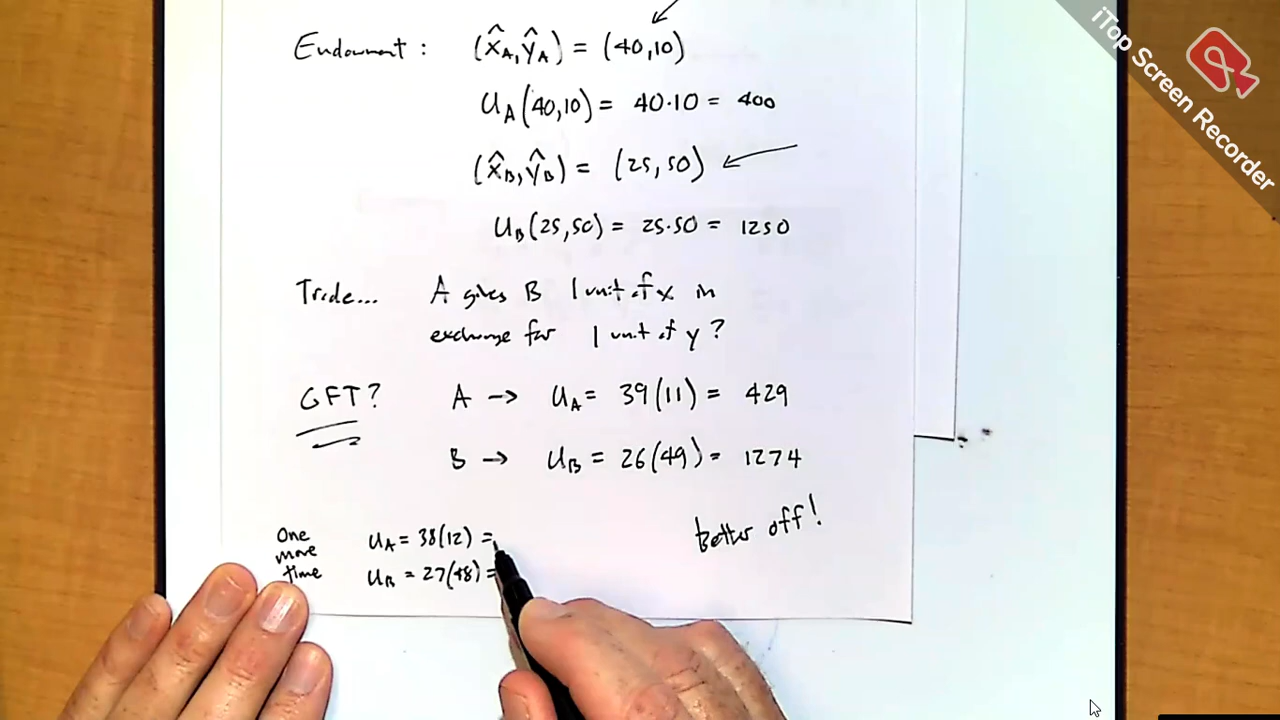 Endowment : (x̂A, ŷA) = (40,10)
UA(40,10) = 40·10 = 400
(x̂B, ŷB) = (25, 50)
UB(25,50) = 25·50 = 1250
Trade... A gives B 1 unit of x in
exchange for 1 unit of y?
GFT? A → UA = 39(11) = 429
B → UB = 26(49) = 1274
better off!
One
more
time
UA = 38(12) =
UB = 27(48) =
iTop Screen Recorder